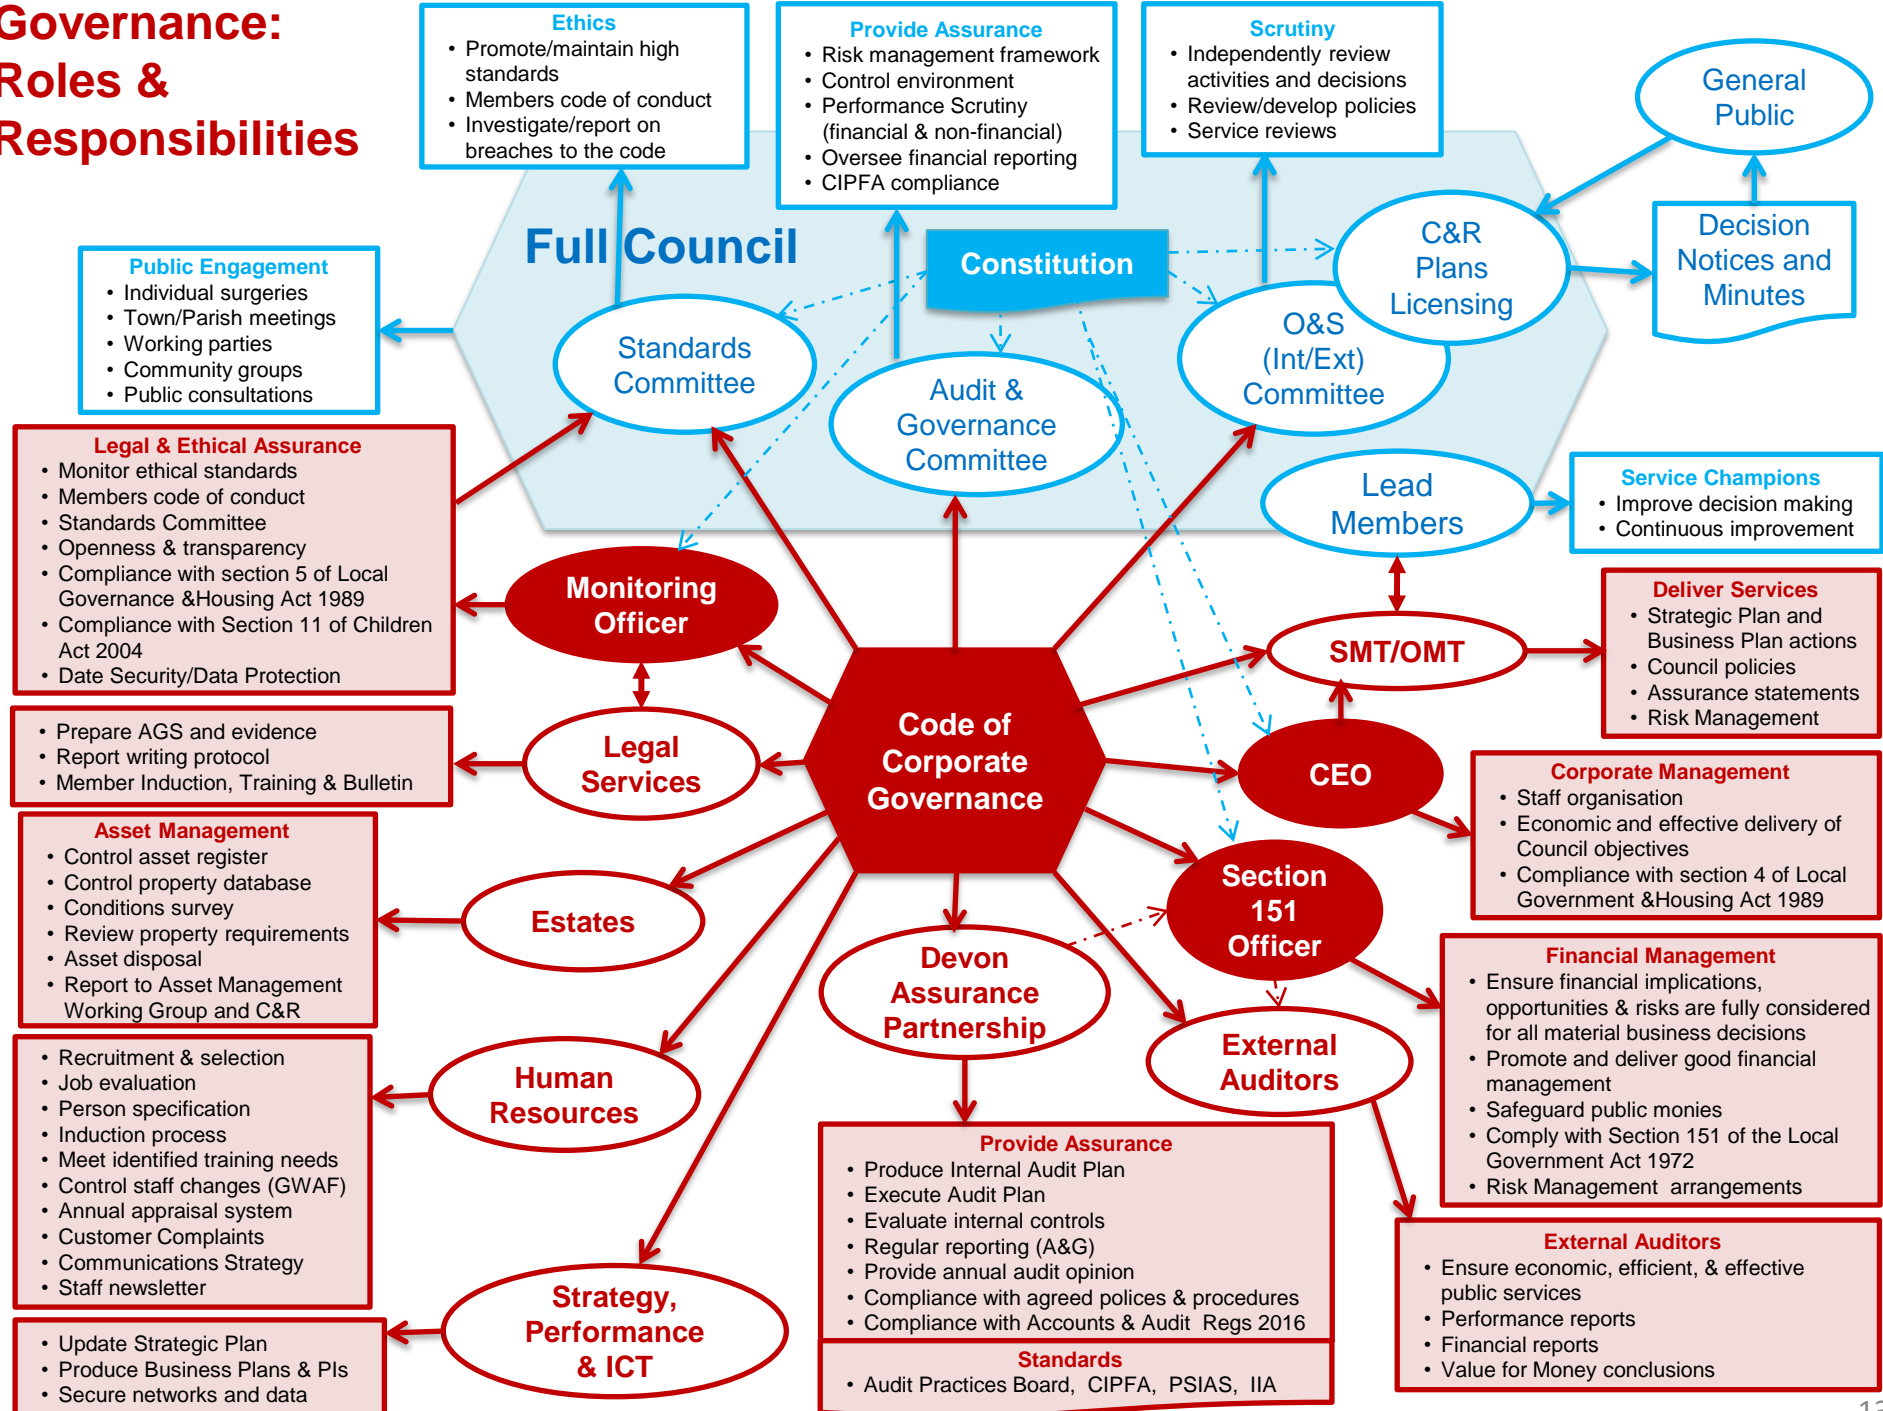 Governance:
Roles &
Responsibilities
Ethics
• Promote/maintain high
standards
• Members code of conduct
• Investigate/report on
breaches to the code
Provide Assurance
• Risk management framework
• Control environment
• Performance Scrutiny
(financial & non-financial)
• Oversee financial reporting
• CIPFA compliance
Scrutiny
• Independently review
activities and decisions
• Review/develop policies
• Service reviews
General
Public
Decision
Notices and
Minutes
Full Council
Constitution
C&R
Plans
Licensing
O&S
(Int/Ext)
Committee
Standards
Committee
Audit &
Governance
Committee
Public Engagement
• Individual surgeries
• Town/Parish meetings
• Working parties
• Community groups
• Public consultations
Legal & Ethical Assurance
• Monitor ethical standards
• Members code of conduct
• Standards Committee
• Openness & transparency
• Compliance with section 5 of Local
Governance &Housing Act 1989
• Compliance with Section 11 of Children
Act 2004
• Date Security/Data Protection
Lead
Members
Service Champions
• Improve decision making
• Continuous improvement
Monitoring
Officer
SMT/OMT
Deliver Services
• Strategic Plan and
Business Plan actions
• Council policies
• Assurance statements
• Risk Management
• Prepare AGS and evidence
• Report writing protocol
• Member Induction, Training & Bulletin
Legal
Services
Code of
Corporate
Governance
CEO
Corporate Management
• Staff organisation
• Economic and effective delivery of
Council objectives
• Compliance with section 4 of Local
Government &Housing Act 1989
Asset Management
• Control asset register
• Control property database
• Conditions survey
• Review property requirements
• Asset disposal
• Report to Asset Management
Working Group and C&R
Estates
Section
151
Officer
Devon
Assurance
Partnership
Financial Management
• Ensure financial implications,
opportunities & risks are fully considered
for all material business decisions
• Promote and deliver good financial
management
• Safeguard public monies
• Comply with Section 151 of the Local
Government Act 1972
• Risk Management arrangements
External
Auditors
• Recruitment & selection
• Job evaluation
• Person specification
• Induction process
• Meet identified training needs
• Control staff changes (GWAF)
• Annual appraisal system
• Customer Complaints
• Communications Strategy
• Staff newsletter
Human
Resources
Provide Assurance
• Produce Internal Audit Plan
• Execute Audit Plan
• Evaluate internal controls
• Regular reporting (A&G)
• Provide annual audit opinion
• Compliance with agreed polices & procedures
• Compliance with Accounts & Audit Regs 2016
Standards
• Audit Practices Board, CIPFA, PSIAS, IIA
External Auditors
• Ensure economic, efficient, & effective
public services
• Performance reports
• Financial reports
• Value for Money conclusions
Strategy,
Performance
& ICT
• Update Strategic Plan
• Produce Business Plans & PIs
• Secure networks and data